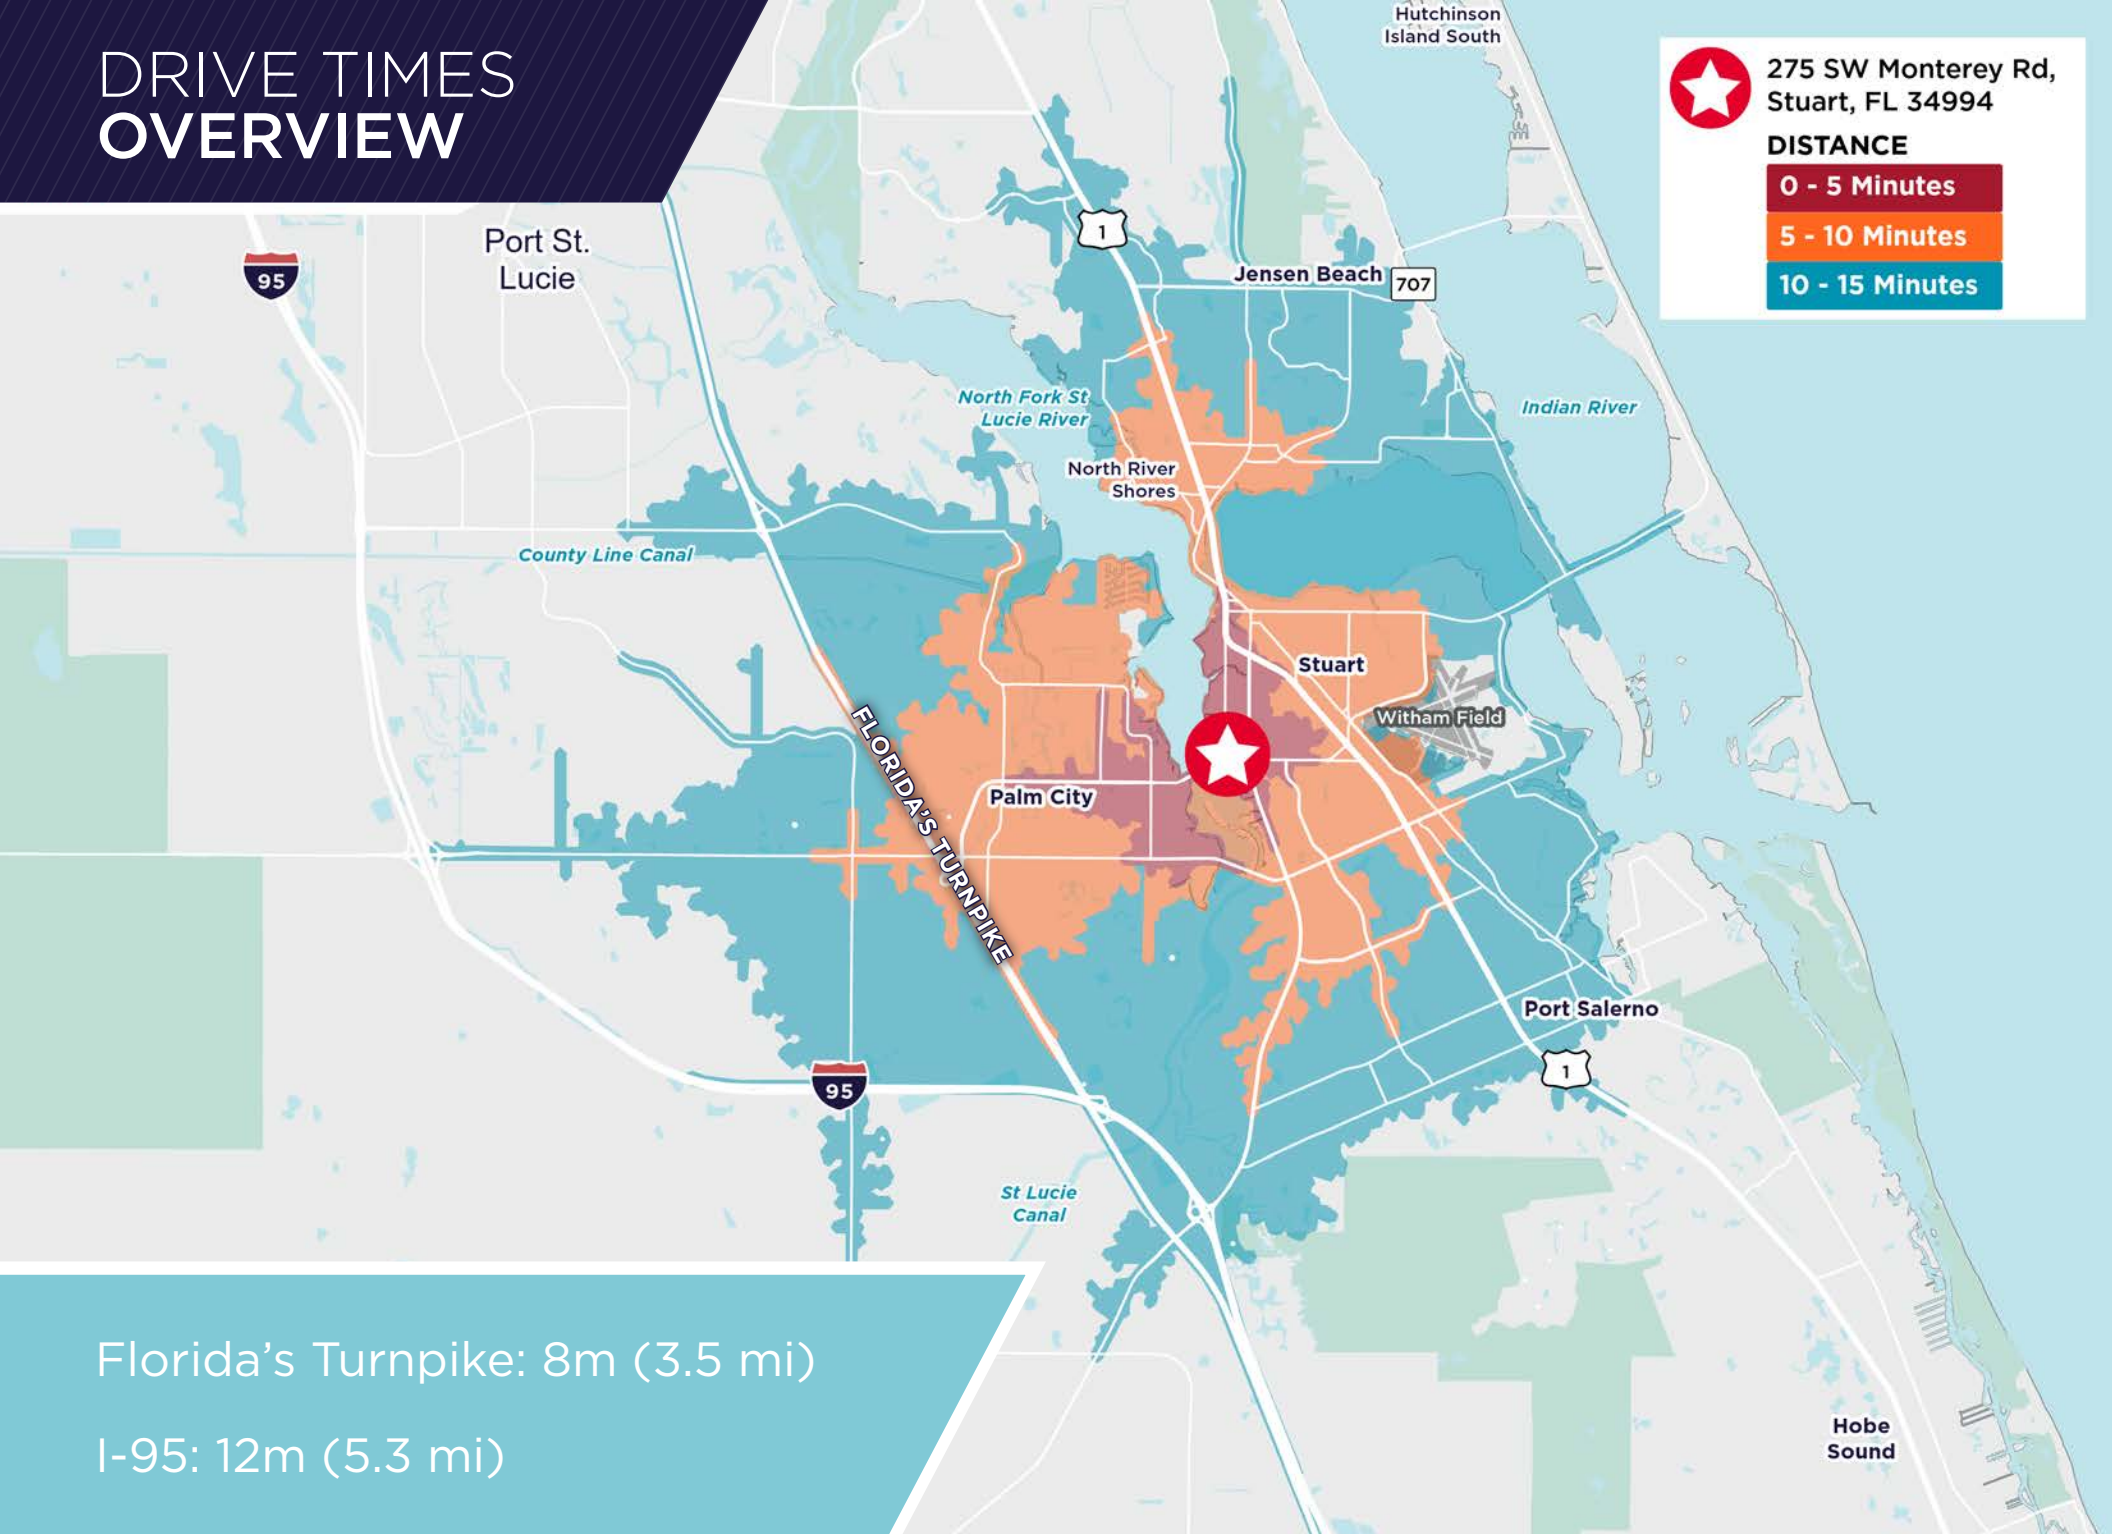 DRIVE TIMES
OVERVIEW
Hutchinson
Island South
275 SW Monterey Rd,
Stuart, FL 34994
DISTANCE
0 - 5 Minutes
5 - 10 Minutes
10 - 15 Minutes
Port St.
Lucie
95
1
Jensen Beach
707
North Fork St
Lucie River
Indian River
North River
Shores
County Line Canal
Stuart
Witham Field
FLORIDA'S TURNPIKE
Palm City
Port Salerno
1
95
St Lucie
Canal
Hobe
Sound
Florida's Turnpike: 8m (3.5 mi)
I-95: 12m (5.3 mi)